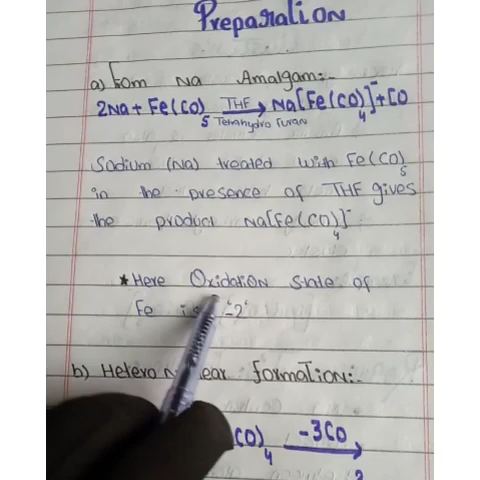 Preparation
a) From Na Amalgam:-
2Na + Fe(CO)5 THF→ Na[Fe(CO)4]⁻ + CO
Tetrahydro Furan
Sodium (Na) treated with Fe(CO)5
in the presence of THF gives
the product Na[Fe(CO)4]⁻
* Here Oxidation State of
Fe is '-2'
b) Hetero formation:-
CO)4 -3CO→
2